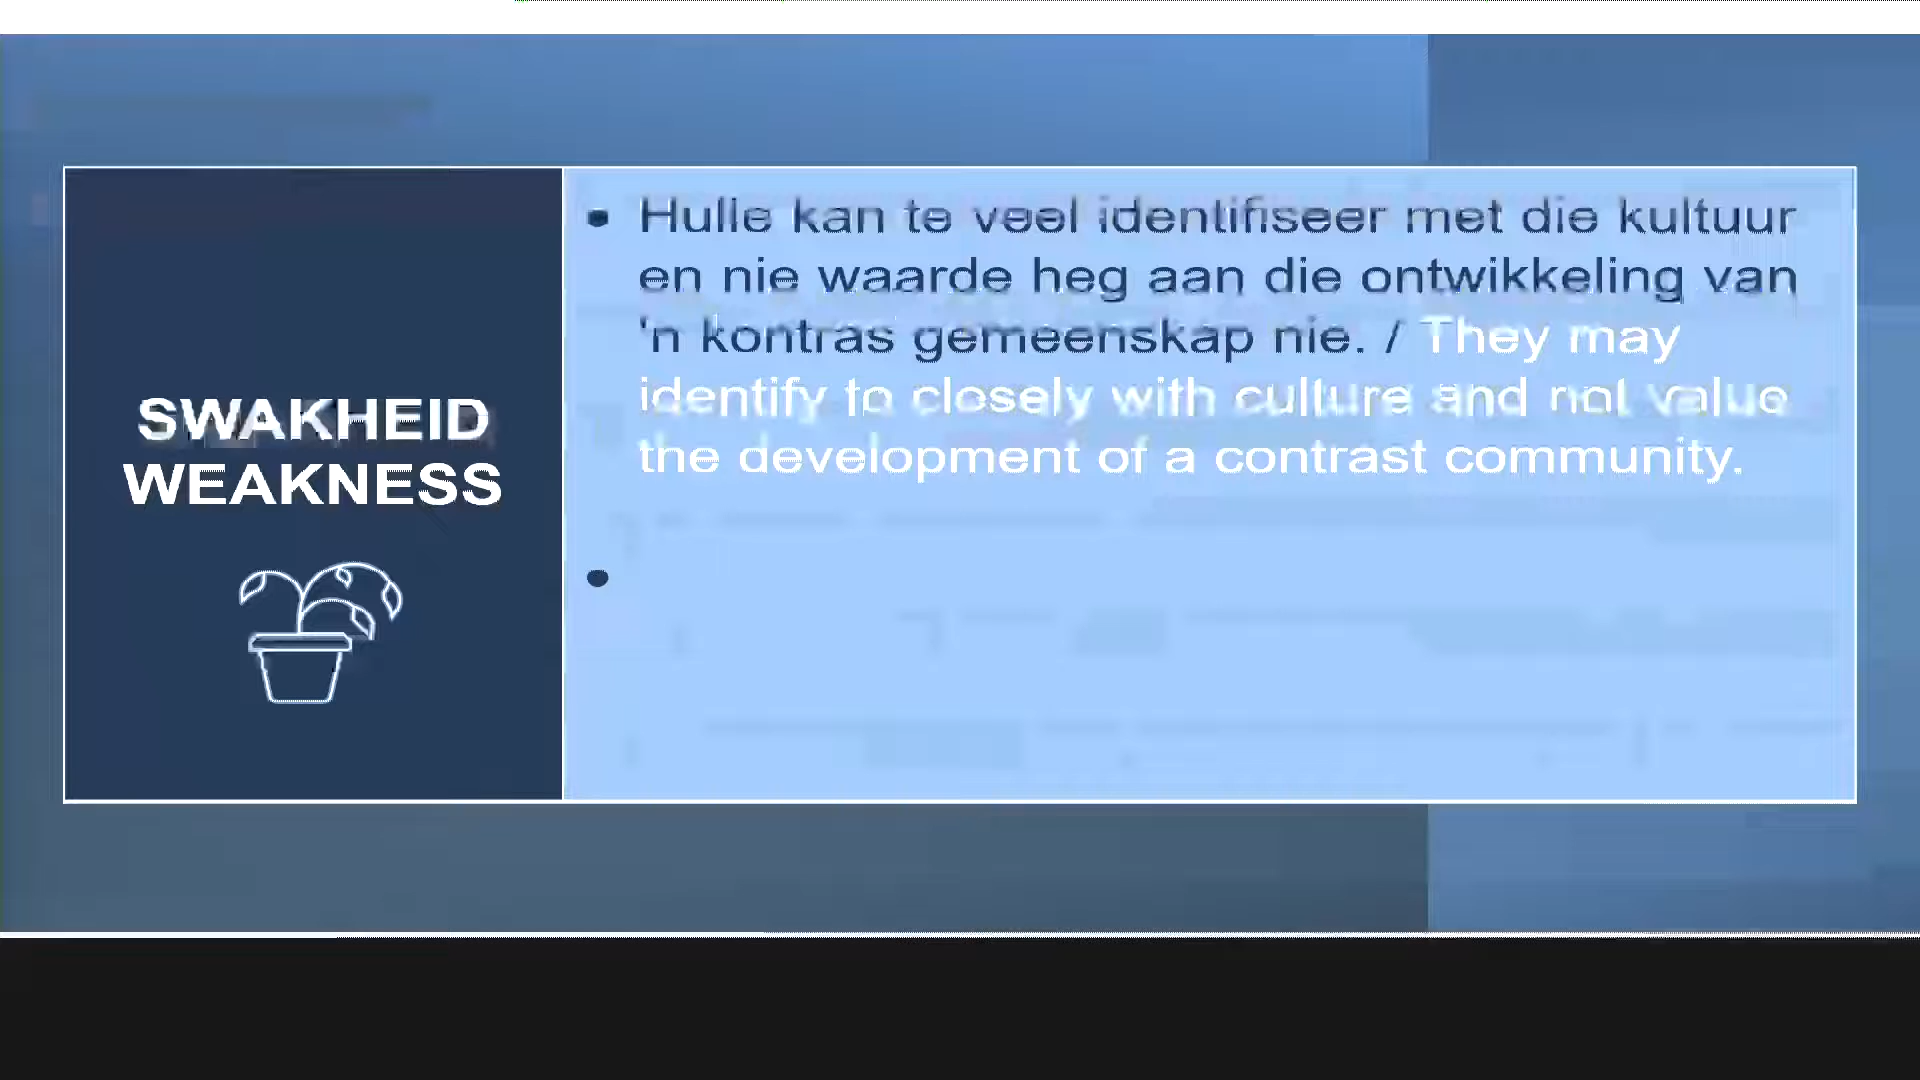 SWAKHEID
WEAKNESS
• Hulle kan te veel identifiseer met die kultuur
en nie waarde heg aan die ontwikkeling van
'n kontras gemeenskap nie. / They may
identify to closely with culture and not value
the development of a contrast community.
•